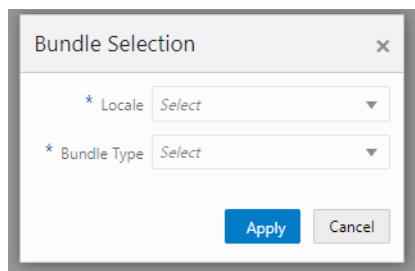 Bundle Selection ×
* Locale Select
* Bundle Type Select
Apply Cancel